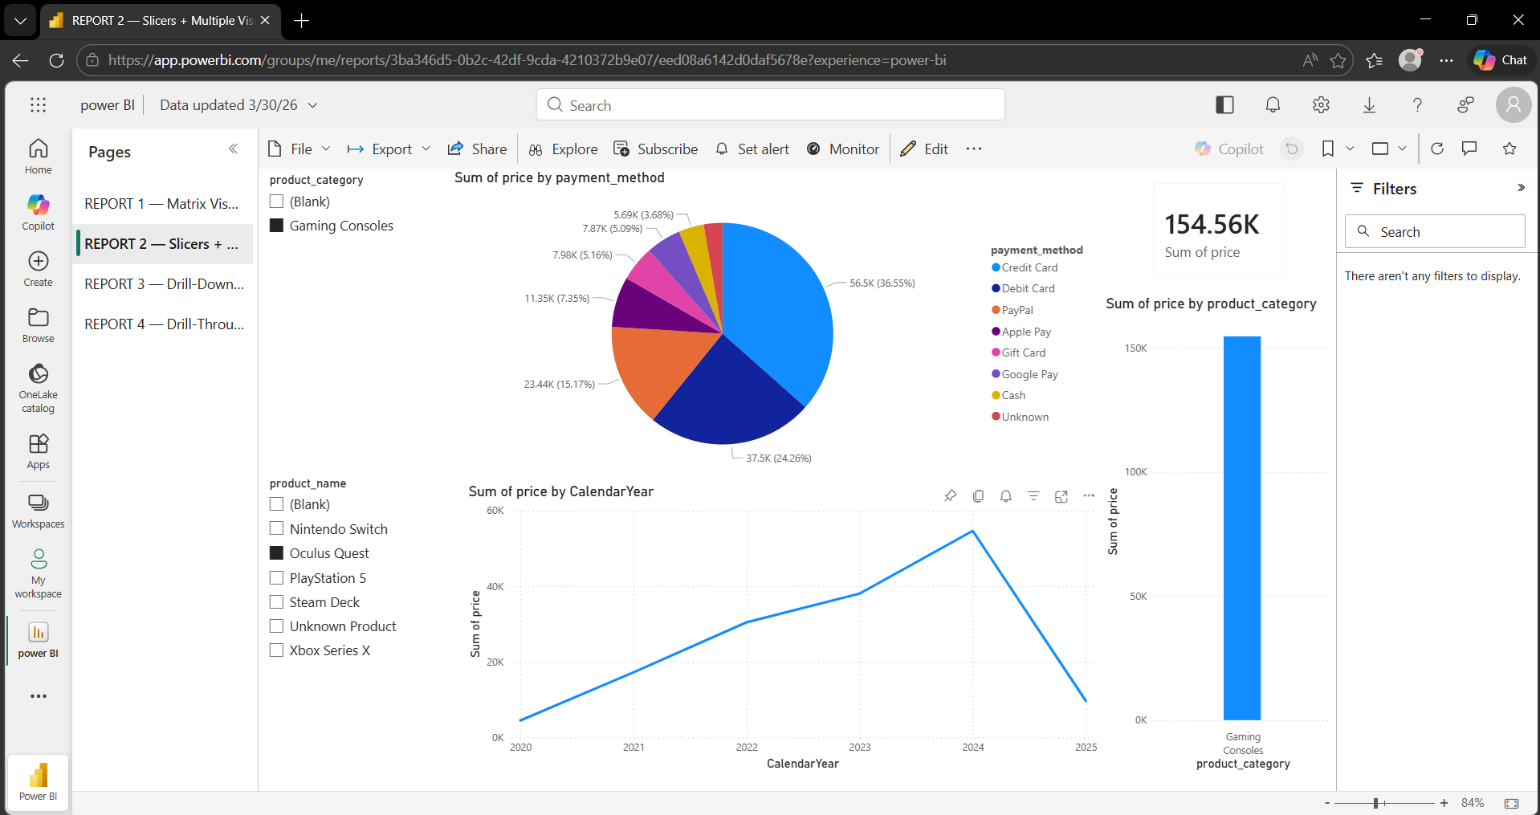 REPORT 2 — Slicers + Multiple Vis
https://app.powerbi.com/groups/me/reports/3ba346d5-0b2c-42df-9cda-4210372b9e07/eed08a6142d0daf5678e?experience=power-bi
Chat
power BI
Data updated 3/30/26
Search
Home
Copilot
Create
Browse
OneLake
catalog
Apps
Workspaces
My
workspace
power BI
Power BI
Pages
REPORT 1 — Matrix Vis...
REPORT 2 — Slicers + ...
REPORT 3 — Drill-Down...
REPORT 4 — Drill-Throu...
File
Export
Share
Explore
Subscribe
Set alert
Monitor
Edit
Copilot
product_category
(Blank)
Gaming Consoles
Sum of price by payment_method
5.69K (3.68%)
7.87K (5.09%)
7.98K (5.16%)
11.35K (7.35%)
23.44K (15.17%)
56.5K (36.55%)
37.5K (24.26%)
payment_method
Credit Card
Debit Card
PayPal
Apple Pay
Gift Card
Google Pay
Cash
Unknown
154.56K
Sum of price
product_name
(Blank)
Nintendo Switch
Oculus Quest
PlayStation 5
Steam Deck
Unknown Product
Xbox Series X
Sum of price by CalendarYear
60K
40K
20K
0K
Sum of price
2020
2021
2022
2023
2024
2025
CalendarYear
Sum of price by product_category
150K
100K
50K
0K
Sum of price
Gaming
Consoles
product_category
Filters
Search
There aren't any filters to display.
- + 84%